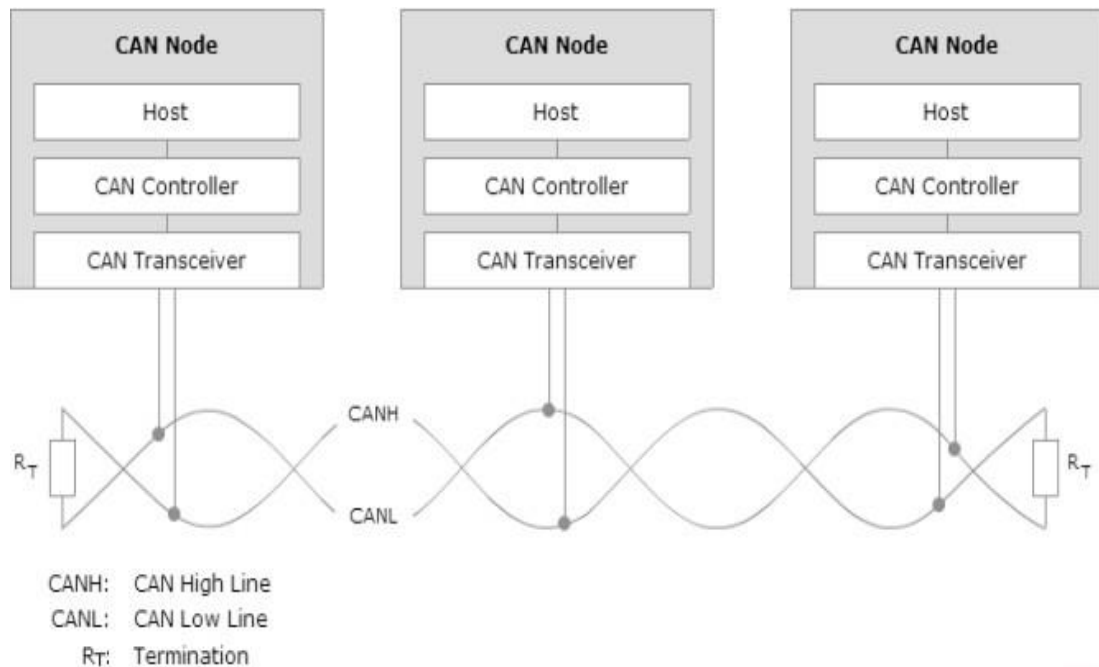 CAN Node
Host
CAN Controller
CAN Transceiver
CAN Node
Host
CAN Controller
CAN Transceiver
CAN Node
Host
CAN Controller
CAN Transceiver
CANH
RT
RT
CANL
CANH: CAN High Line
CANL: CAN Low Line
RT: Termination